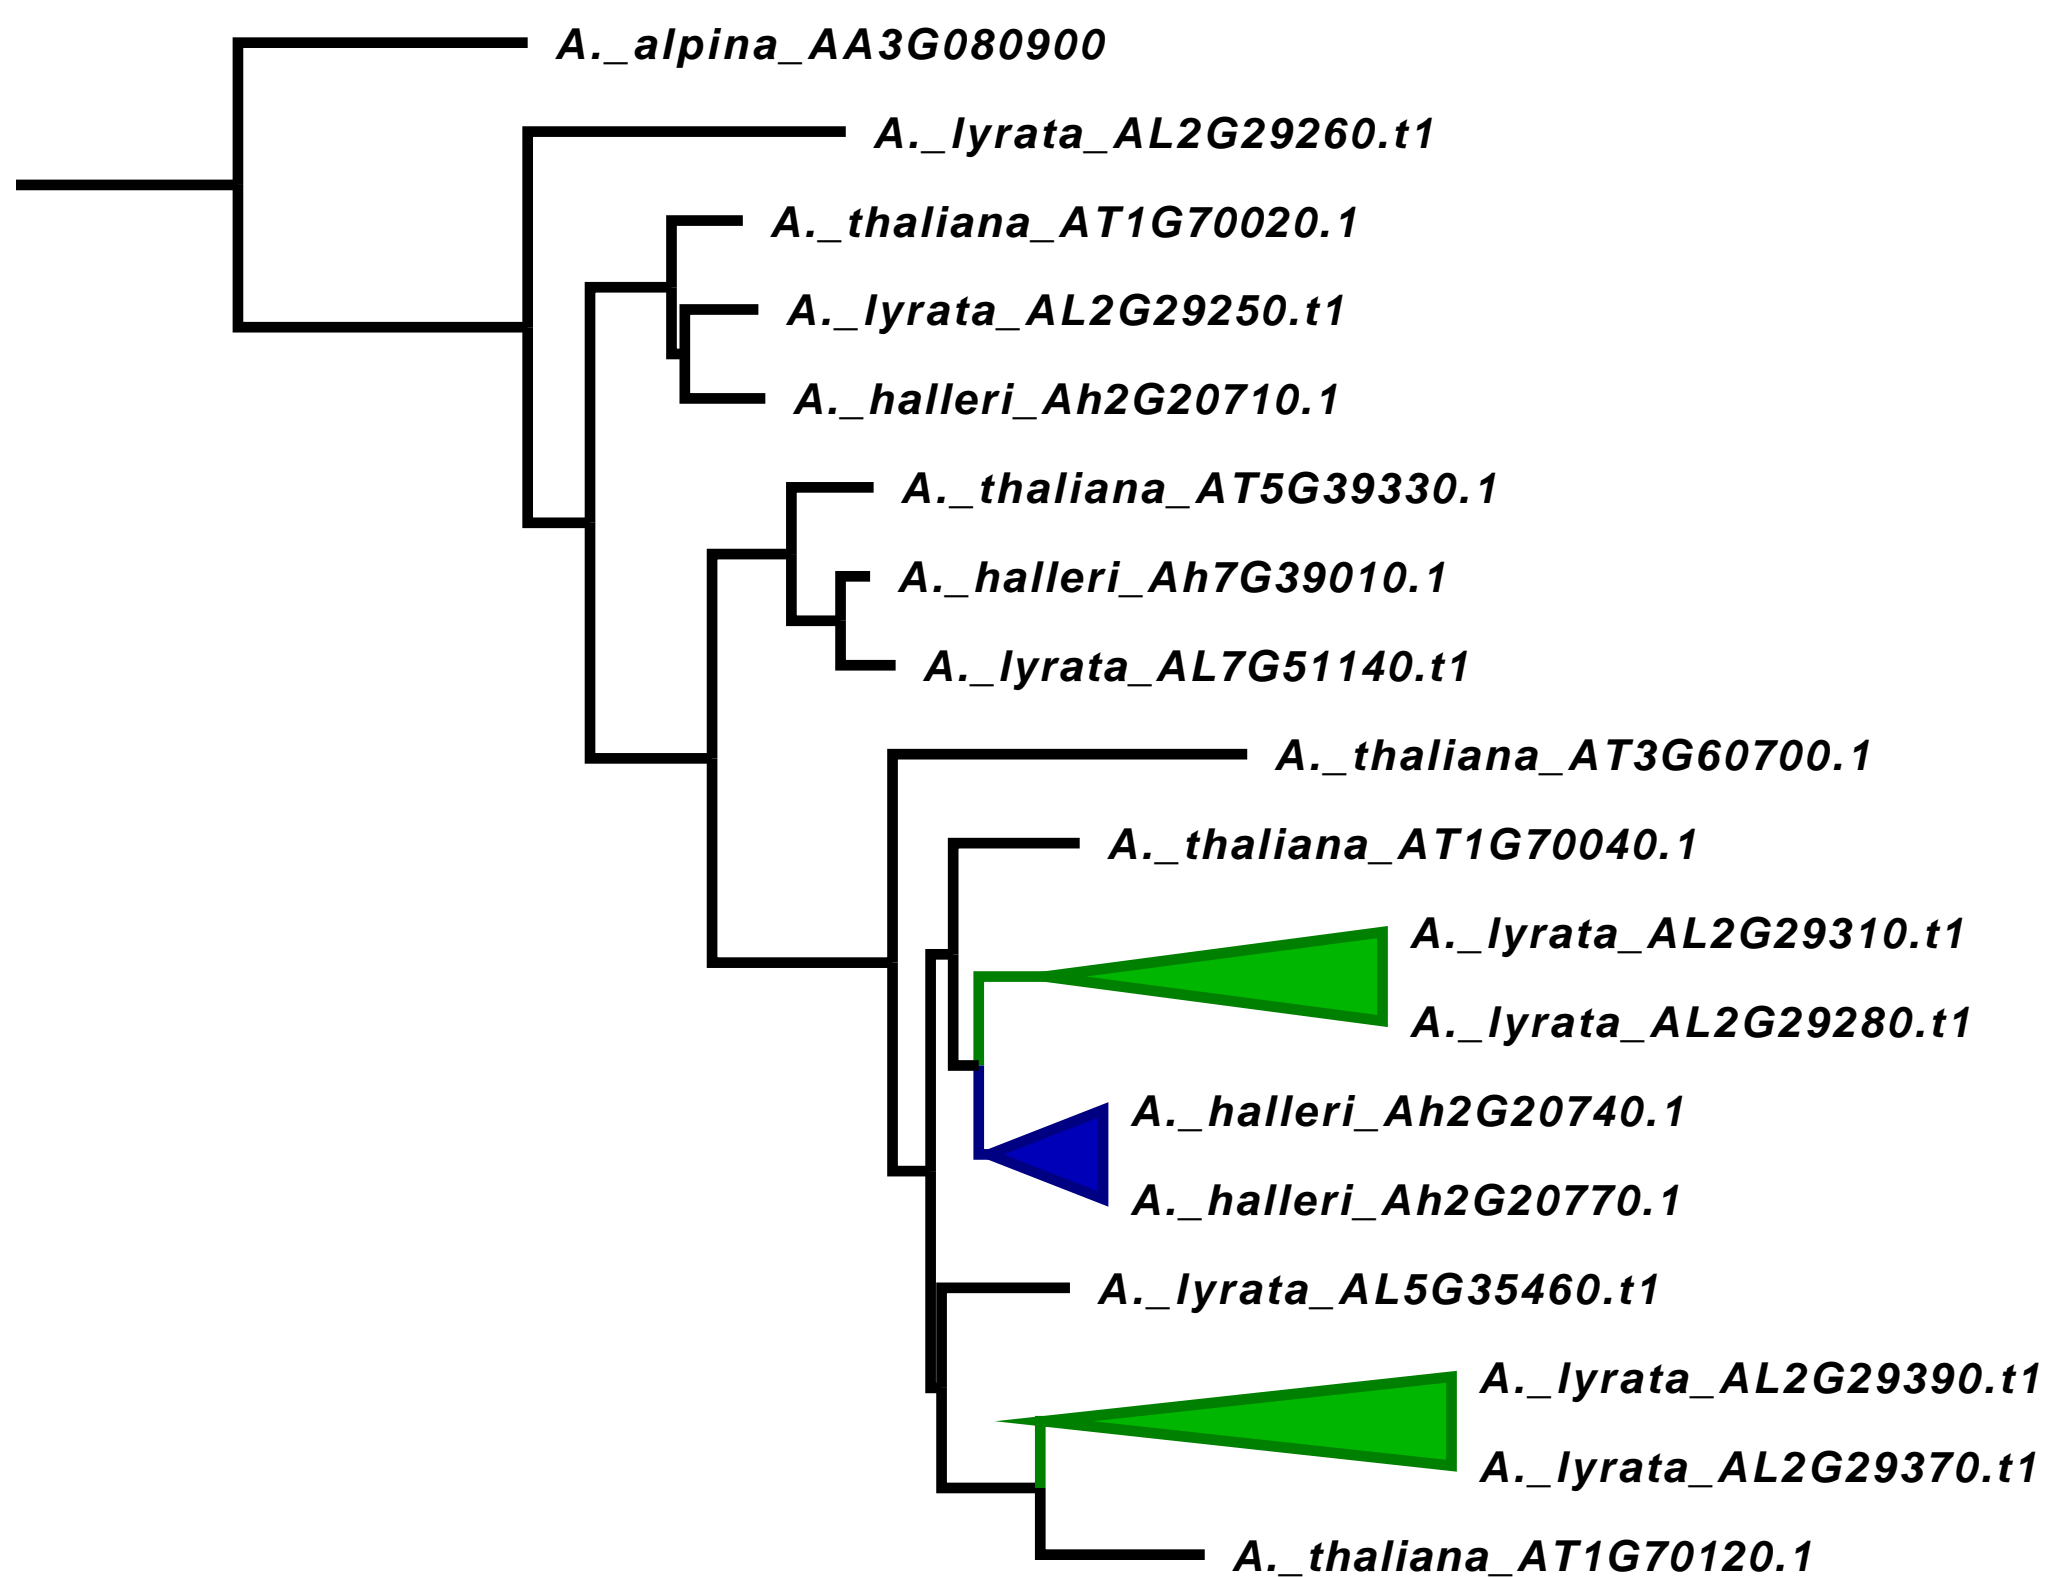 A._alpina_AA3G080900
A._lyrata_AL2G29260.t1
A._thaliana_AT1G70020.1
A._lyrata_AL2G29250.t1
A._halleri_Ah2G20710.1
A._thaliana_AT5G39330.1
A._halleri_Ah7G39010.1
A._lyrata_AL7G51140.t1
A._thaliana_AT3G60700.1
A._thaliana_AT1G70040.1
A._lyrata_AL2G29310.t1
A._lyrata_AL2G29280.t1
A._halleri_Ah2G20740.1
A._halleri_Ah2G20770.1
A._lyrata_AL5G35460.t1
A._lyrata_AL2G29390.t1
A._lyrata_AL2G29370.t1
A._thaliana_AT1G70120.1